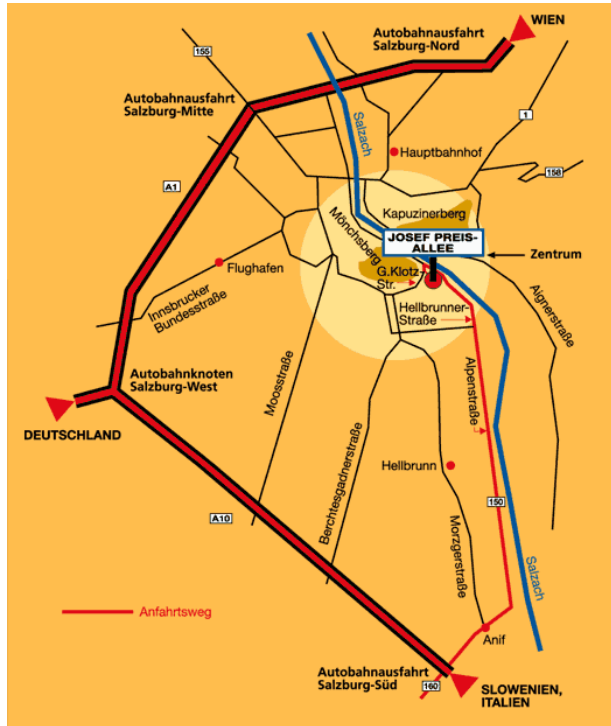 WIEN
Autobahnausfahrt
Salzburg-Nord
155
Autobahnausfahrt
Salzburg-Mitte
1
Salzach
Hauptbahnhof
158
A1
Kapuzinerberg
Mönchsberg
JOSEF PREIS-
ALLEE
Zentrum
Flughafen
G.Klotz-
Str.
Innsbrucker
Bundesstraße
Hellbrunner-
Straße
Aignerstraße
Autobahnknoten
Salzburg-West
Moosstraße
Alpenstraße
DEUTSCHLAND
Hellbrunn
Berchtesgadnerstraße
150
A10
Morzgerstraße
Salzach
Anfahrtsweg
Anif
Autobahnausfahrt
Salzburg-Süd
160
SLOWENIEN,
ITALIEN